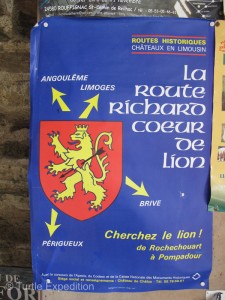 ROUTES HISTORIQUES
CHÂTEAUX EN LIMOUSIN
La
Route
Richard
Coeur
de
Lion
ANGOULÊME
LIMOGES
BRIVE
PÉRIGUEUX
Cherchez le lion !
de Rochechouart
à Pompadour
© Turtle Expedition